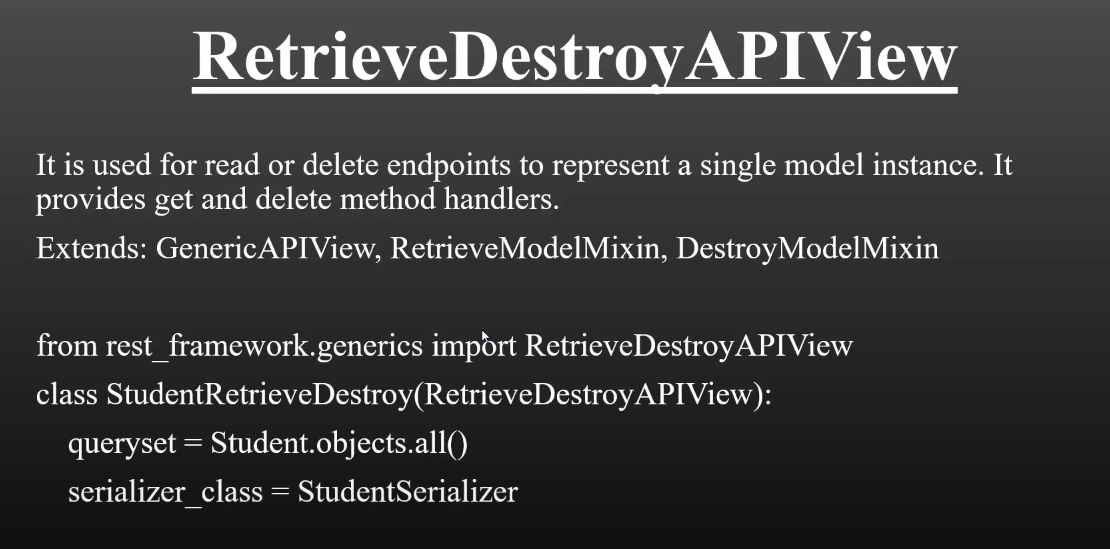 RetrieveDestroyAPIView
It is used for read or delete endpoints to represent a single model instance. It
provides get and delete method handlers.
Extends: GenericAPIView, RetrieveModelMixin, DestroyModelMixin
from rest_framework.generics import RetrieveDestroyAPIView
class StudentRetrieveDestroy(RetrieveDestroyAPIView):
queryset = Student.objects.all()
serializer_class = StudentSerializer